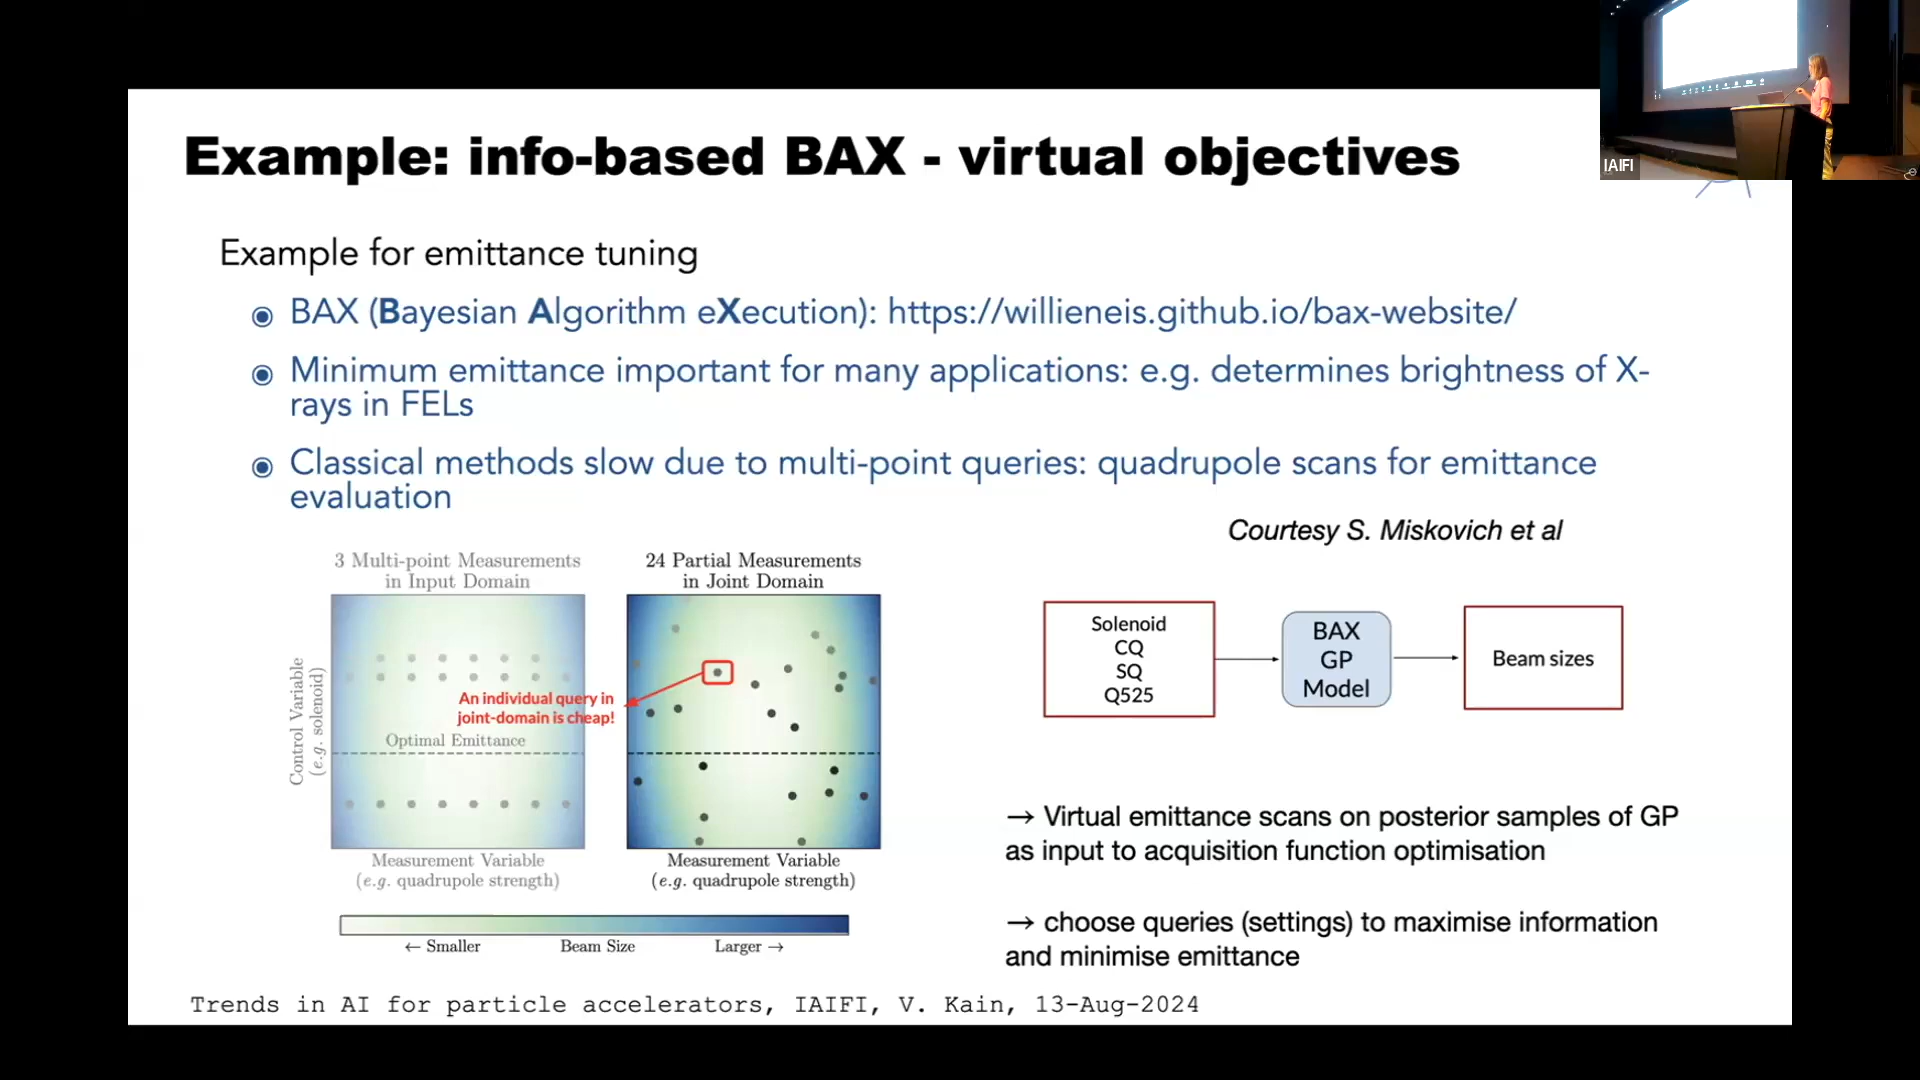 IAIFI
Example: info-based BAX - virtual objectives
Example for emittance tuning
BAX (Bayesian Algorithm eXecution): https://willieneis.github.io/bax-website/
Minimum emittance important for many applications: e.g. determines brightness of X-
rays in FELs
Classical methods slow due to multi-point queries: quadrupole scans for emittance
evaluation
Courtesy S. Miskovich et al
3 Multi-point Measurements
in Input Domain
24 Partial Measurements
in Joint Domain
Control Variable
(e.g. solenoid)
An individual query in
joint-domain is cheap!
Optimal Emittance
Measurement Variable
(e.g. quadrupole strength)
Measurement Variable
(e.g. quadrupole strength)
← Smaller Beam Size Larger →
Solenoid
CQ
SQ
Q525
BAX
GP
Model
Beam sizes
→ Virtual emittance scans on posterior samples of GP
as input to acquisition function optimisation
→ choose queries (settings) to maximise information
and minimise emittance
Trends in AI for particle accelerators, IAIFI, V. Kain, 13-Aug-2024